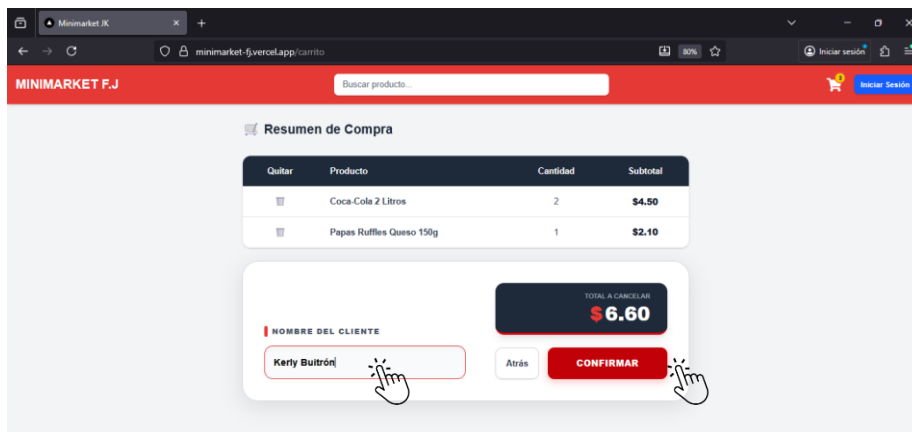 Minimarket JK
minimarket-fj.vercel.app/carrito
80%
Iniciar sesión
MINIMARKET F.J
Buscar producto...
Iniciar Sesión
Resumen de Compra
Quitar Producto Cantidad Subtotal
Coca-Cola 2 Litros 2 $4.50
Papas Ruffles Queso 150g 1 $2.10
TOTAL A CANCELAR
$6.60
NOMBRE DEL CLIENTE
Kerly Buitrón
Atrás
CONFIRMAR